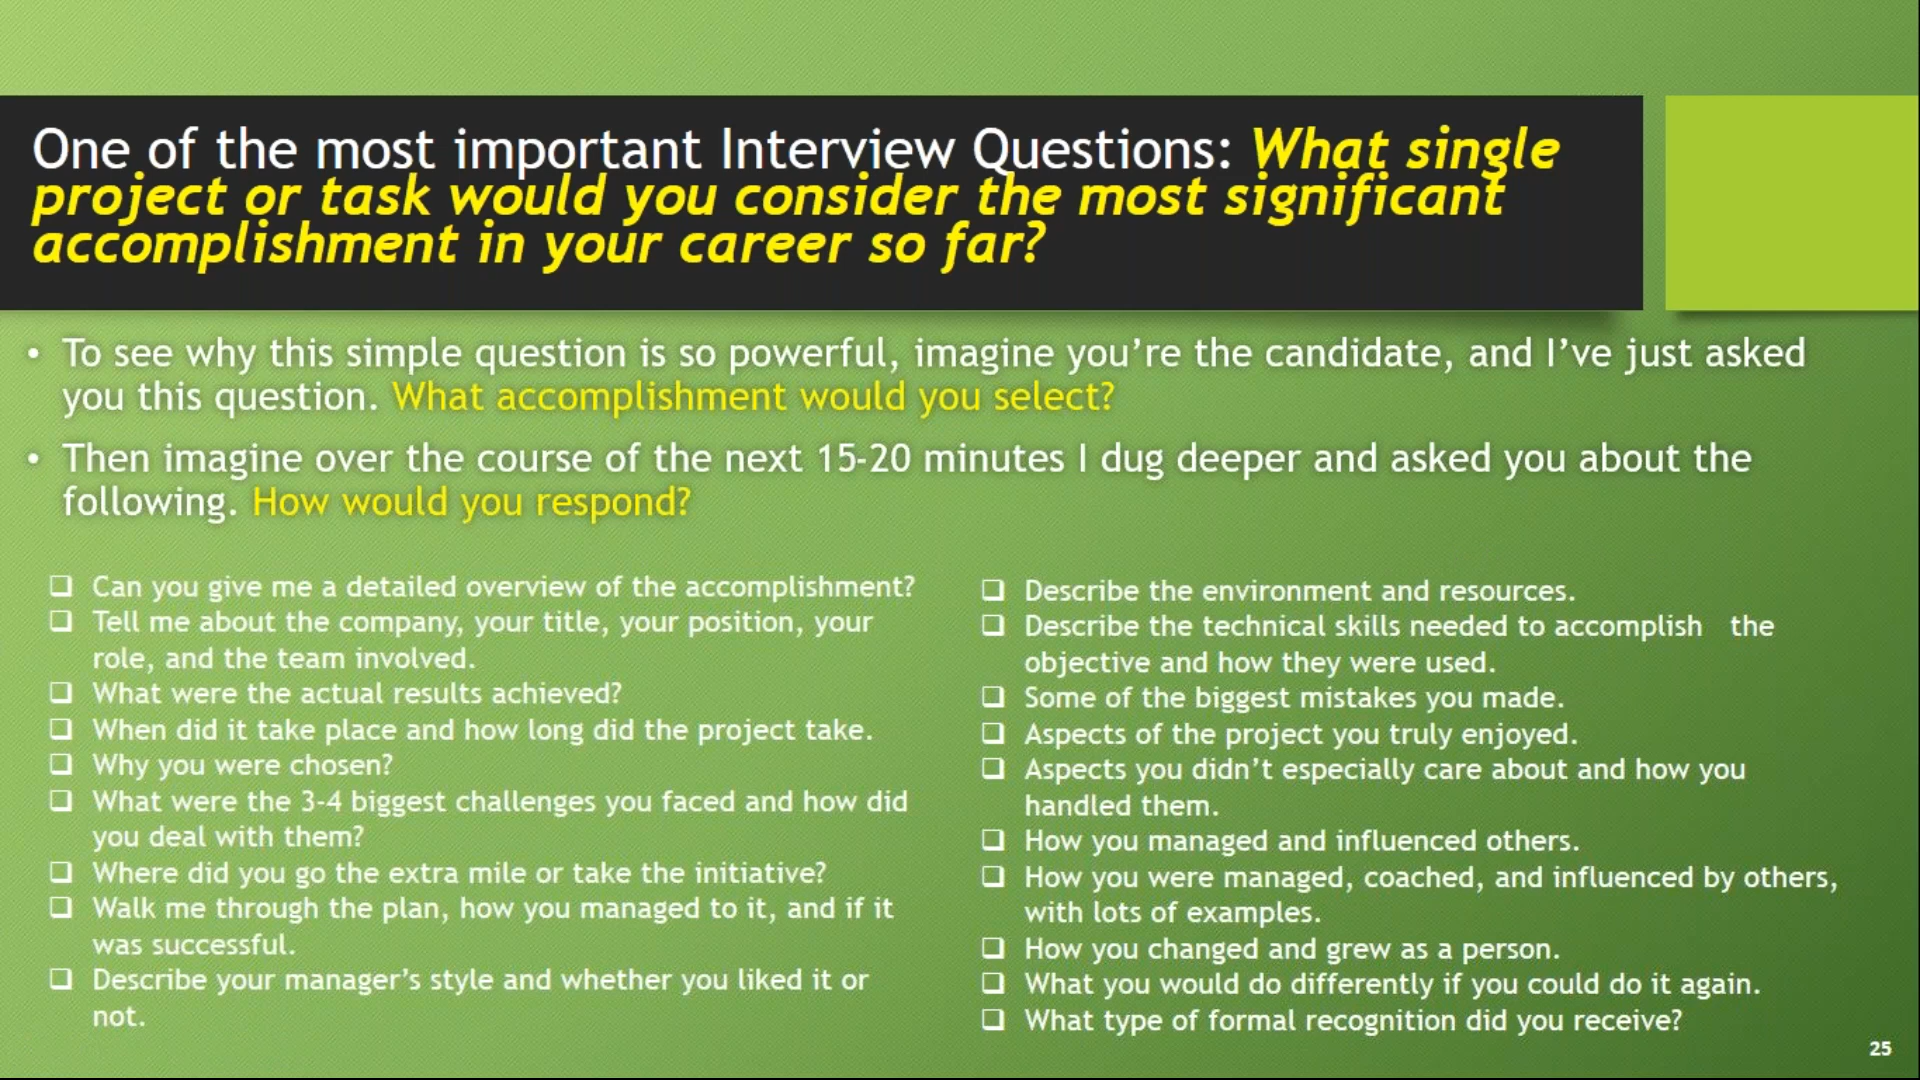 One of the most important Interview Questions: What single
project or task would you consider the most significant
accomplishment in your career so far?
• To see why this simple question is so powerful, imagine you’re the candidate, and I’ve just asked
you this question. What accomplishment would you select?
• Then imagine over the course of the next 15-20 minutes I dug deeper and asked you about the
following. How would you respond?
❑ Can you give me a detailed overview of the accomplishment?
❑ Tell me about the company, your title, your position, your
role, and the team involved.
❑ What were the actual results achieved?
❑ When did it take place and how long did the project take.
❑ Why you were chosen?
❑ What were the 3-4 biggest challenges you faced and how did
you deal with them?
❑ Where did you go the extra mile or take the initiative?
❑ Walk me through the plan, how you managed to it, and if it
was successful.
❑ Describe your manager’s style and whether you liked it or
not.
❑ Describe the environment and resources.
❑ Describe the technical skills needed to accomplish the
objective and how they were used.
❑ Some of the biggest mistakes you made.
❑ Aspects of the project you truly enjoyed.
❑ Aspects you didn’t especially care about and how you
handled them.
❑ How you managed and influenced others.
❑ How you were managed, coached, and influenced by others,
with lots of examples.
❑ How you changed and grew as a person.
❑ What you would do differently if you could do it again.
❑ What type of formal recognition did you receive?
25